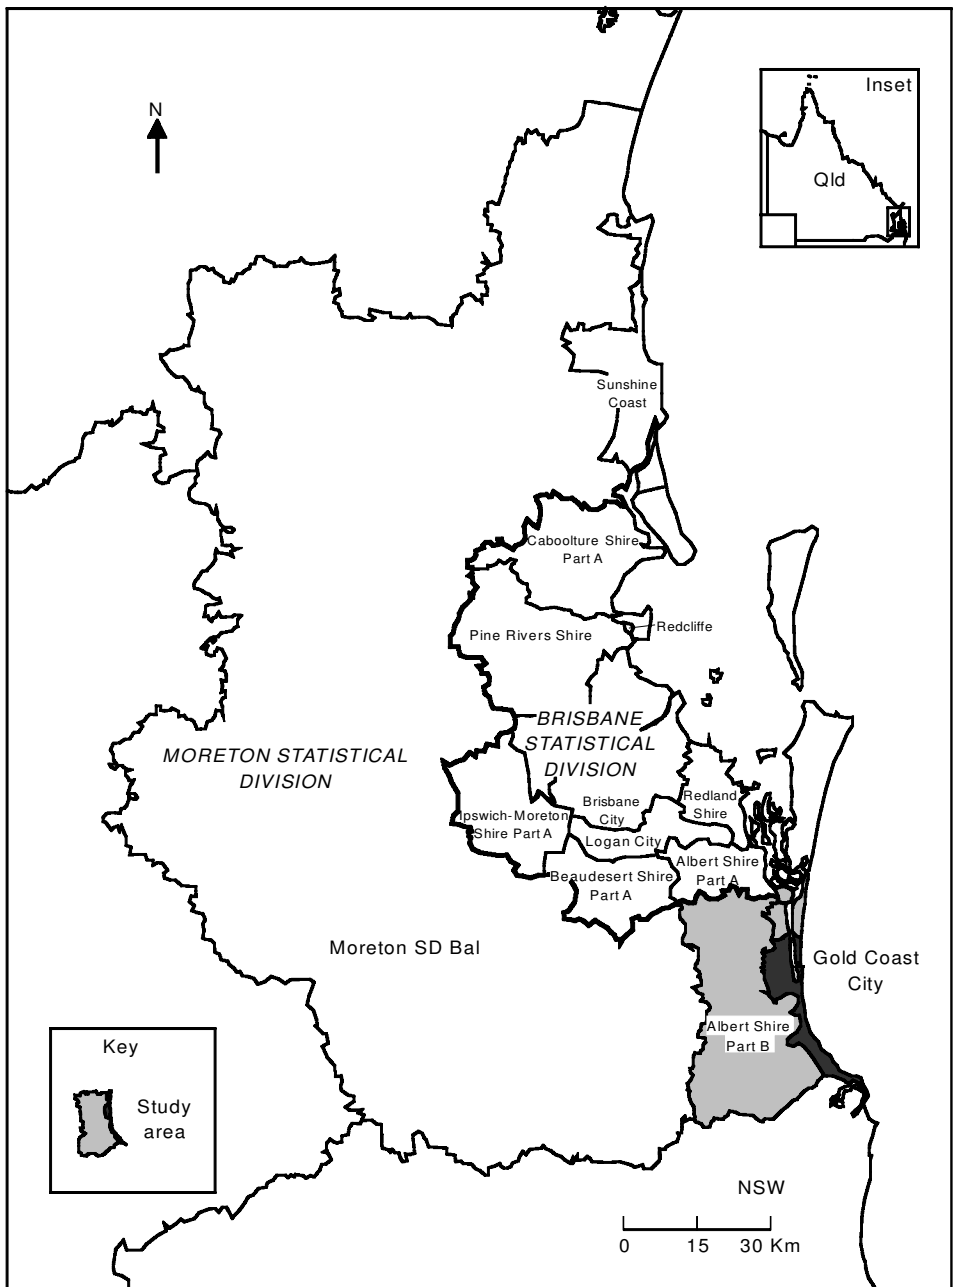 Inset
N
Qld
Sunshine
Coast
Caboolture Shire
Part A
Redcliffe
Pine Rivers Shire
BRISBANE
STATISTICAL
DIVISION
MORETON STATISTICAL
DIVISION
Brisbane
City
Redland
Shire
Ipswich-Moreton
Shire Part A
Logan City
Albert Shire
Part A
Beaudesert Shire
Part A
Moreton SD Bal
Gold Coast
City
Albert Shire
Part B
Key
Study
area
NSW
0 15 30 Km